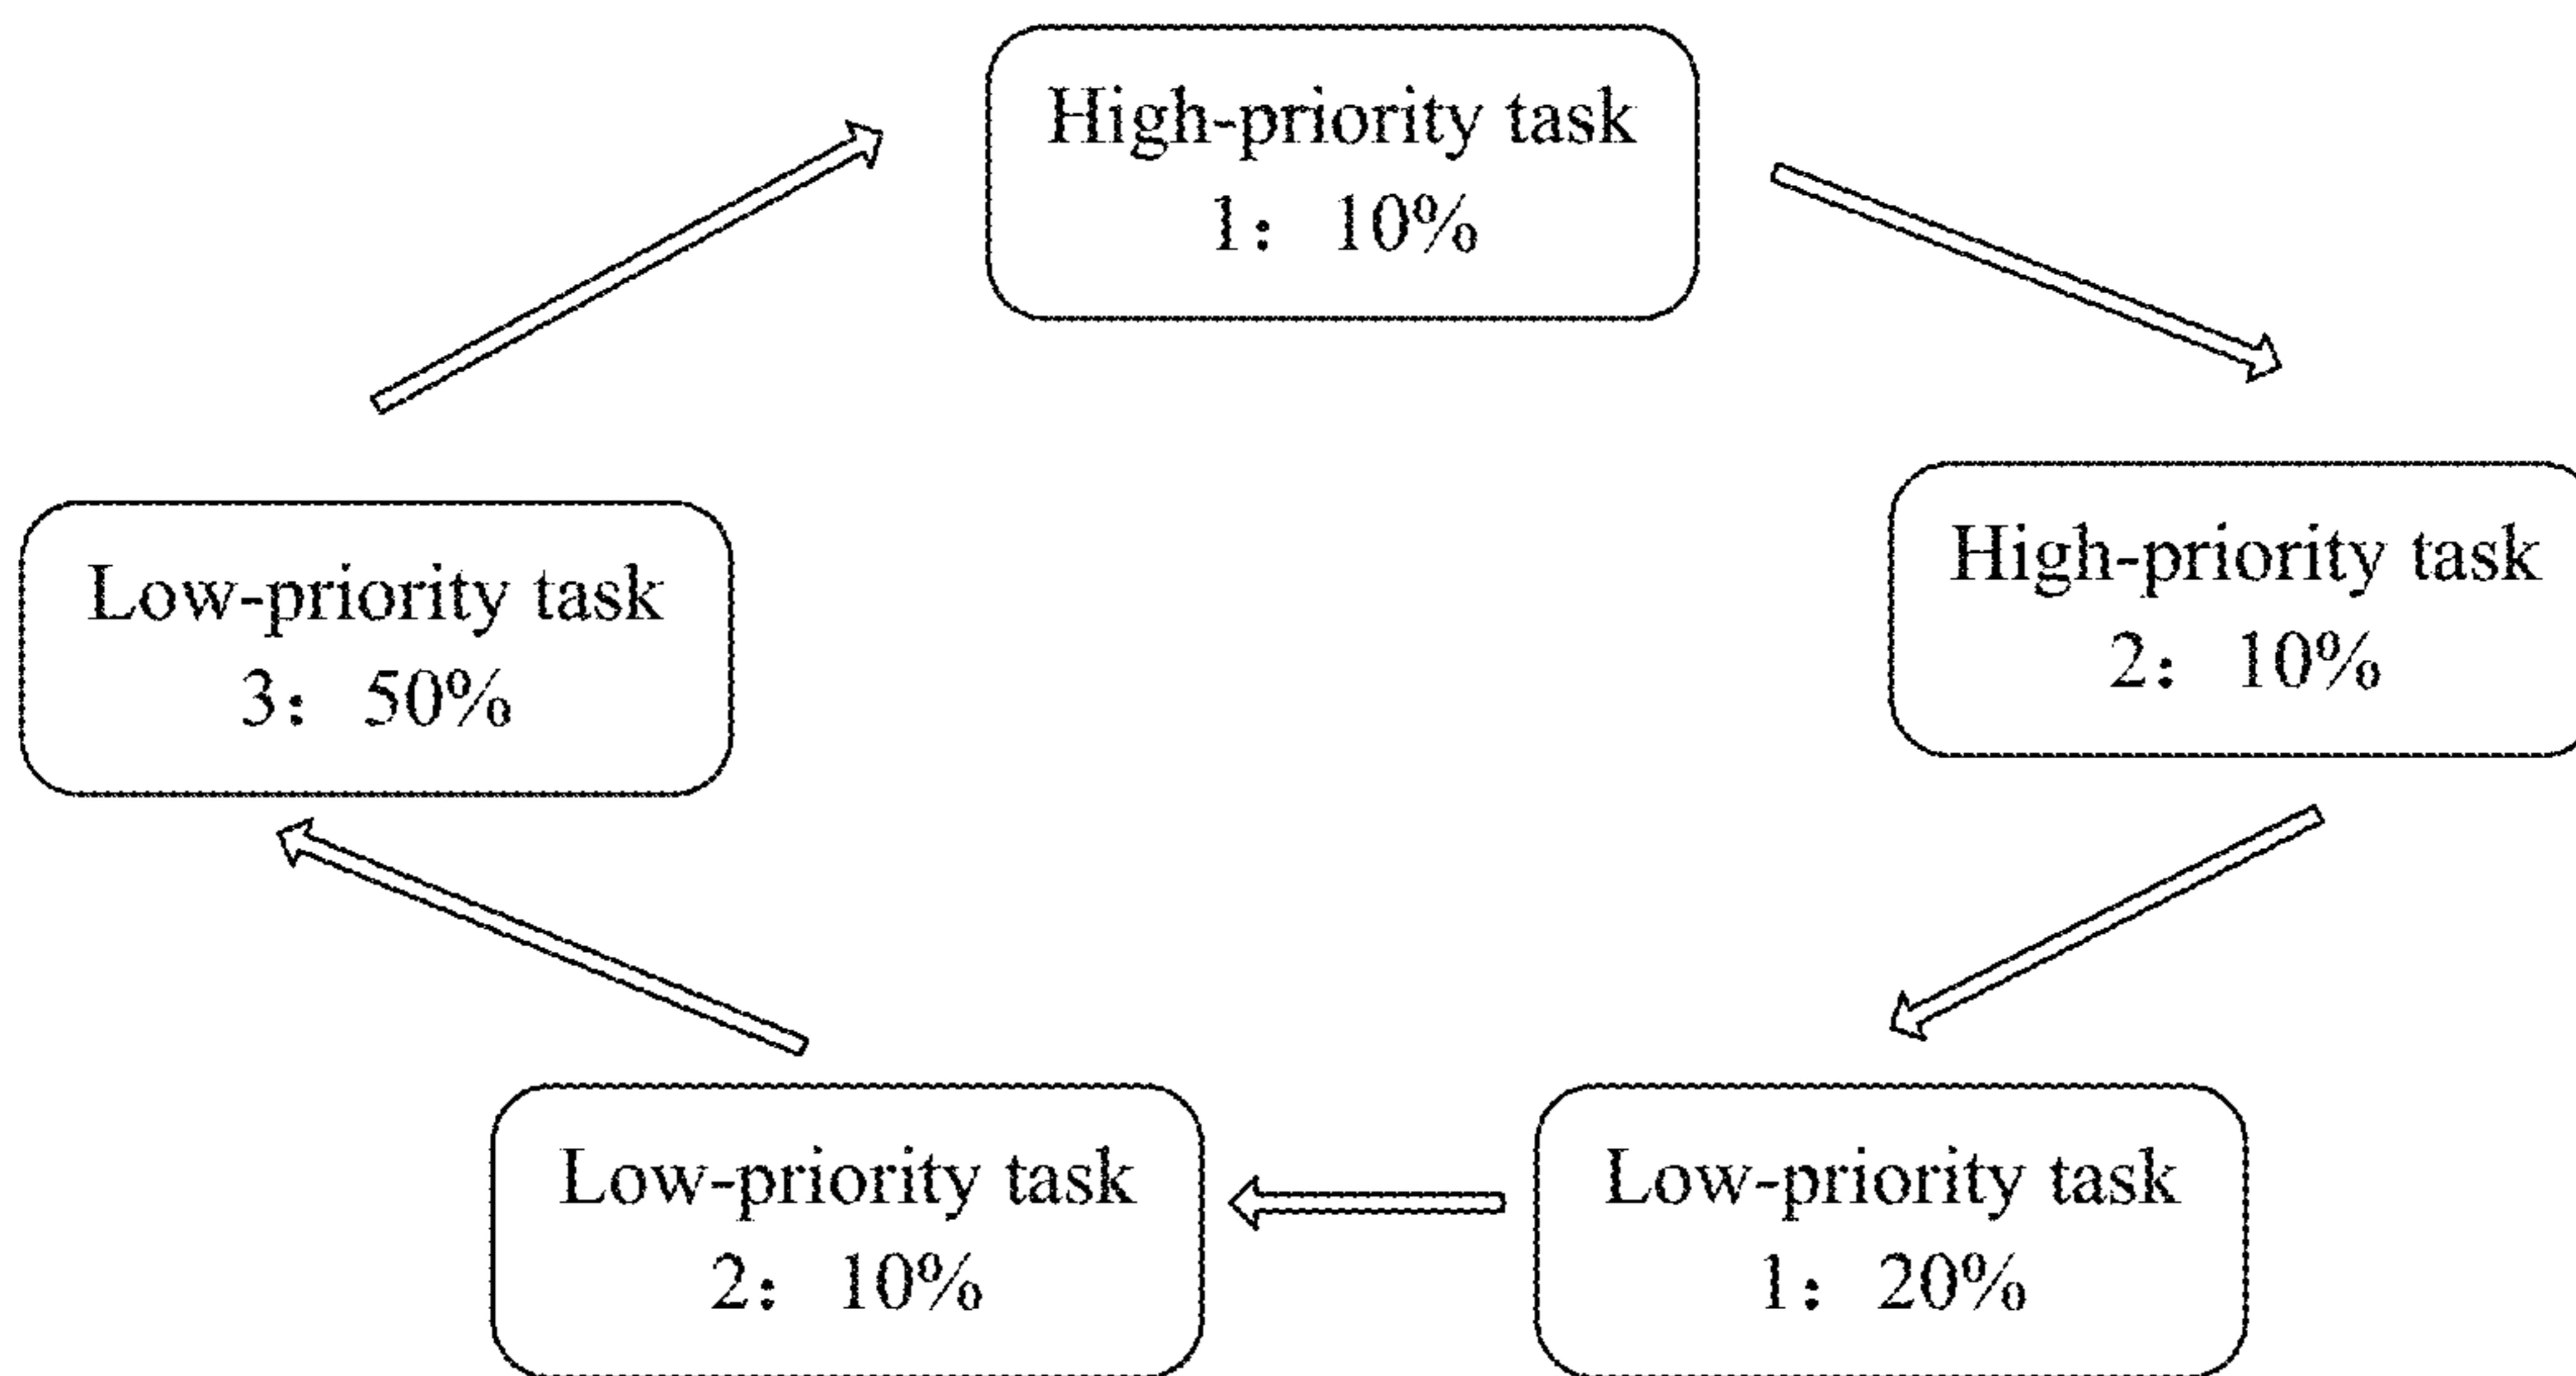 High-priority task
1： 10%
High-priority task
2： 10%
Low-priority task
1： 20%
Low-priority task
2： 10%
Low-priority task
3： 50%